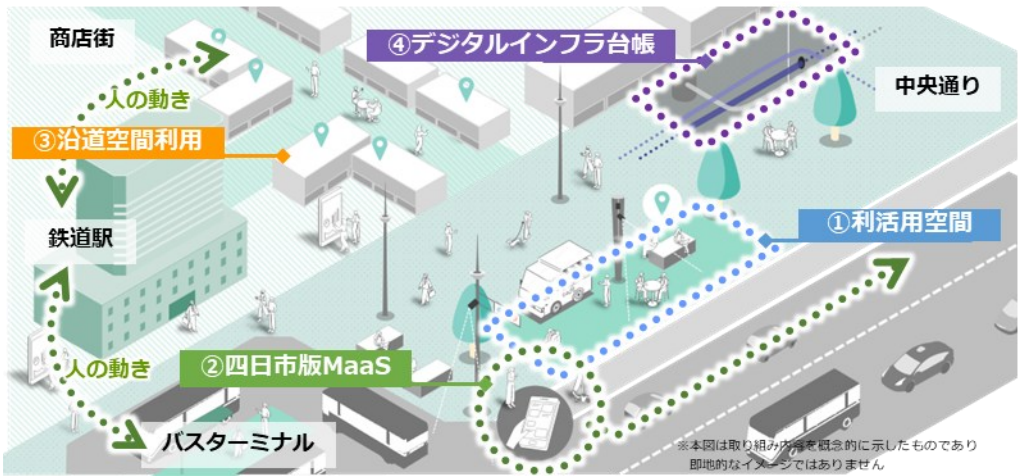 商店街
④デジタルインフラ台帳
中央通り
人の動き
③沿道空間利用
①利活用空間
鉄道駅
人の動き
②四日市版MaaS
バスターミナル
※本図は取り組み内容を概念的に示したものであり
即地的なイメージではありません